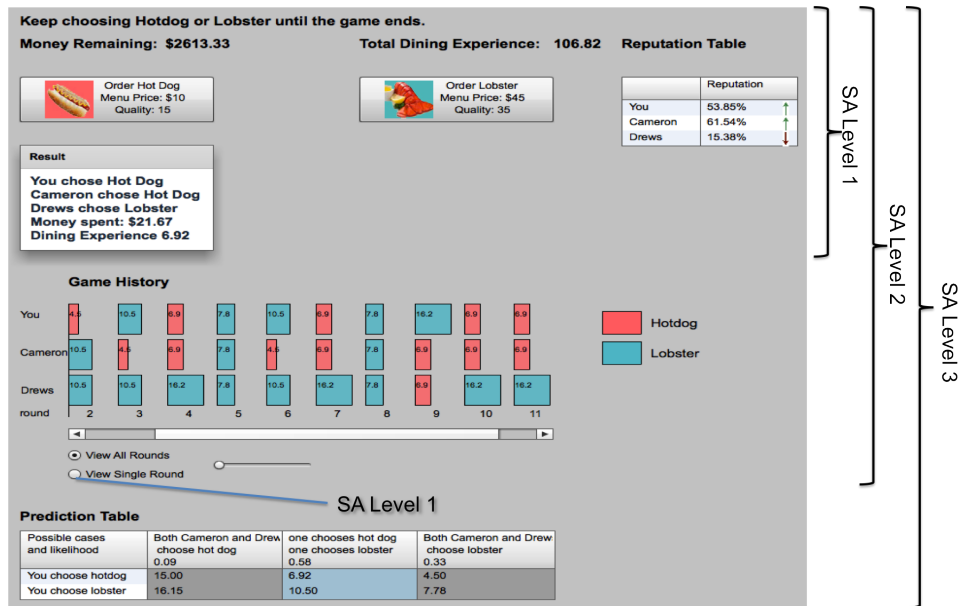 Keep choosing Hotdog or Lobster until the game ends.
Money Remaining: $2613.33 Total Dining Experience: 106.82 Reputation Table
Order Hot Dog
Menu Price: $10
Quality: 15
Order Lobster
Menu Price: $45
Quality: 35
Reputation
You 53.85%
Cameron 61.54%
Drews 15.38%
SA Level 1
SA Level 2
SA Level 3
Result
You chose Hot Dog
Cameron chose Hot Dog
Drews chose Lobster
Money spent: $21.67
Dining Experience 6.92
Game History
You 4.5 10.5 6.9 7.8 10.5 6.9 7.8 16.2 6.9 6.9
Cameron 10.5 4.5 6.9 7.8 4.5 6.9 7.8 6.9 6.9 6.9
Drews 10.5 10.5 16.2 7.8 10.5 16.2 7.8 6.9 16.2 16.2
round 2 3 4 5 6 7 8 9 10 11
Hotdog
Lobster
View All Rounds
View Single Round
SA Level 1
Prediction Table
Possible cases
and likelihood
Both Cameron and Drew
choose hot dog
0.09
one chooses hot dog
one chooses lobster
0.58
Both Cameron and Drew
choose lobster
0.33
You choose hotdog 15.00 6.92 4.50
You choose lobster 16.15 10.50 7.78